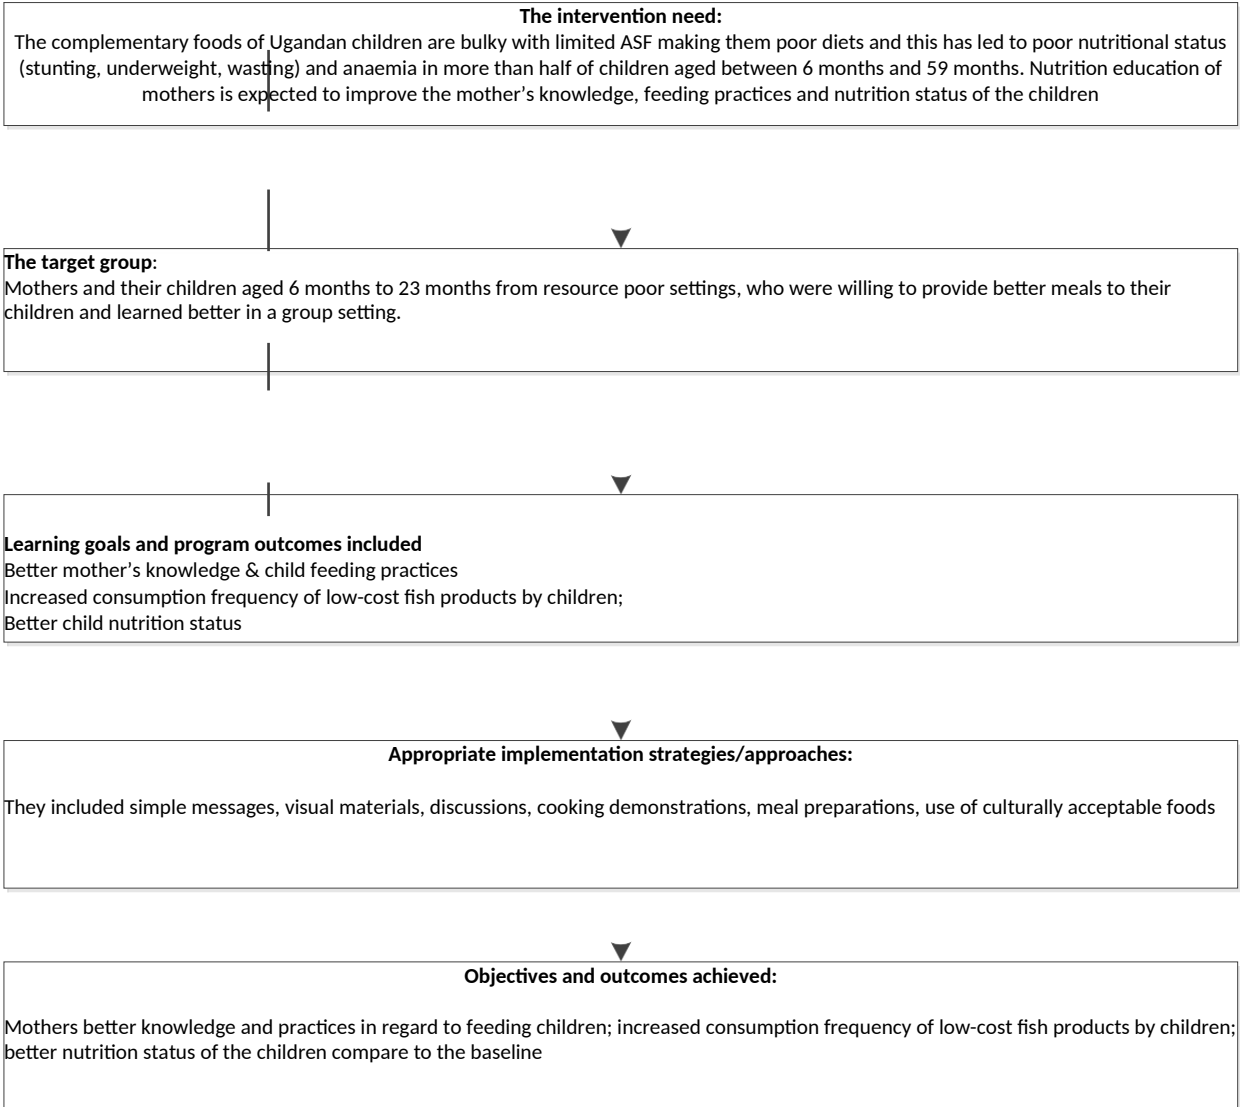 The intervention need:
The complementary foods of Ugandan children are bulky with limited ASF making them poor diets and this has led to poor nutritional status
(stunting, underweight, wasting) and anaemia in more than half of children aged between 6 months and 59 months. Nutrition education of
mothers is expected to improve the mother’s knowledge, feeding practices and nutrition status of the children
The target group:
Mothers and their children aged 6 months to 23 months from resource poor settings, who were willing to provide better meals to their
children and learned better in a group setting.
Learning goals and program outcomes included
Better mother’s knowledge & child feeding practices
Increased consumption frequency of low-cost fish products by children;
Better child nutrition status
Appropriate implementation strategies/approaches:
They included simple messages, visual materials, discussions, cooking demonstrations, meal preparations, use of culturally acceptable foods
Objectives and outcomes achieved:
Mothers better knowledge and practices in regard to feeding children; increased consumption frequency of low-cost fish products by children;
better nutrition status of the children compare to the baseline